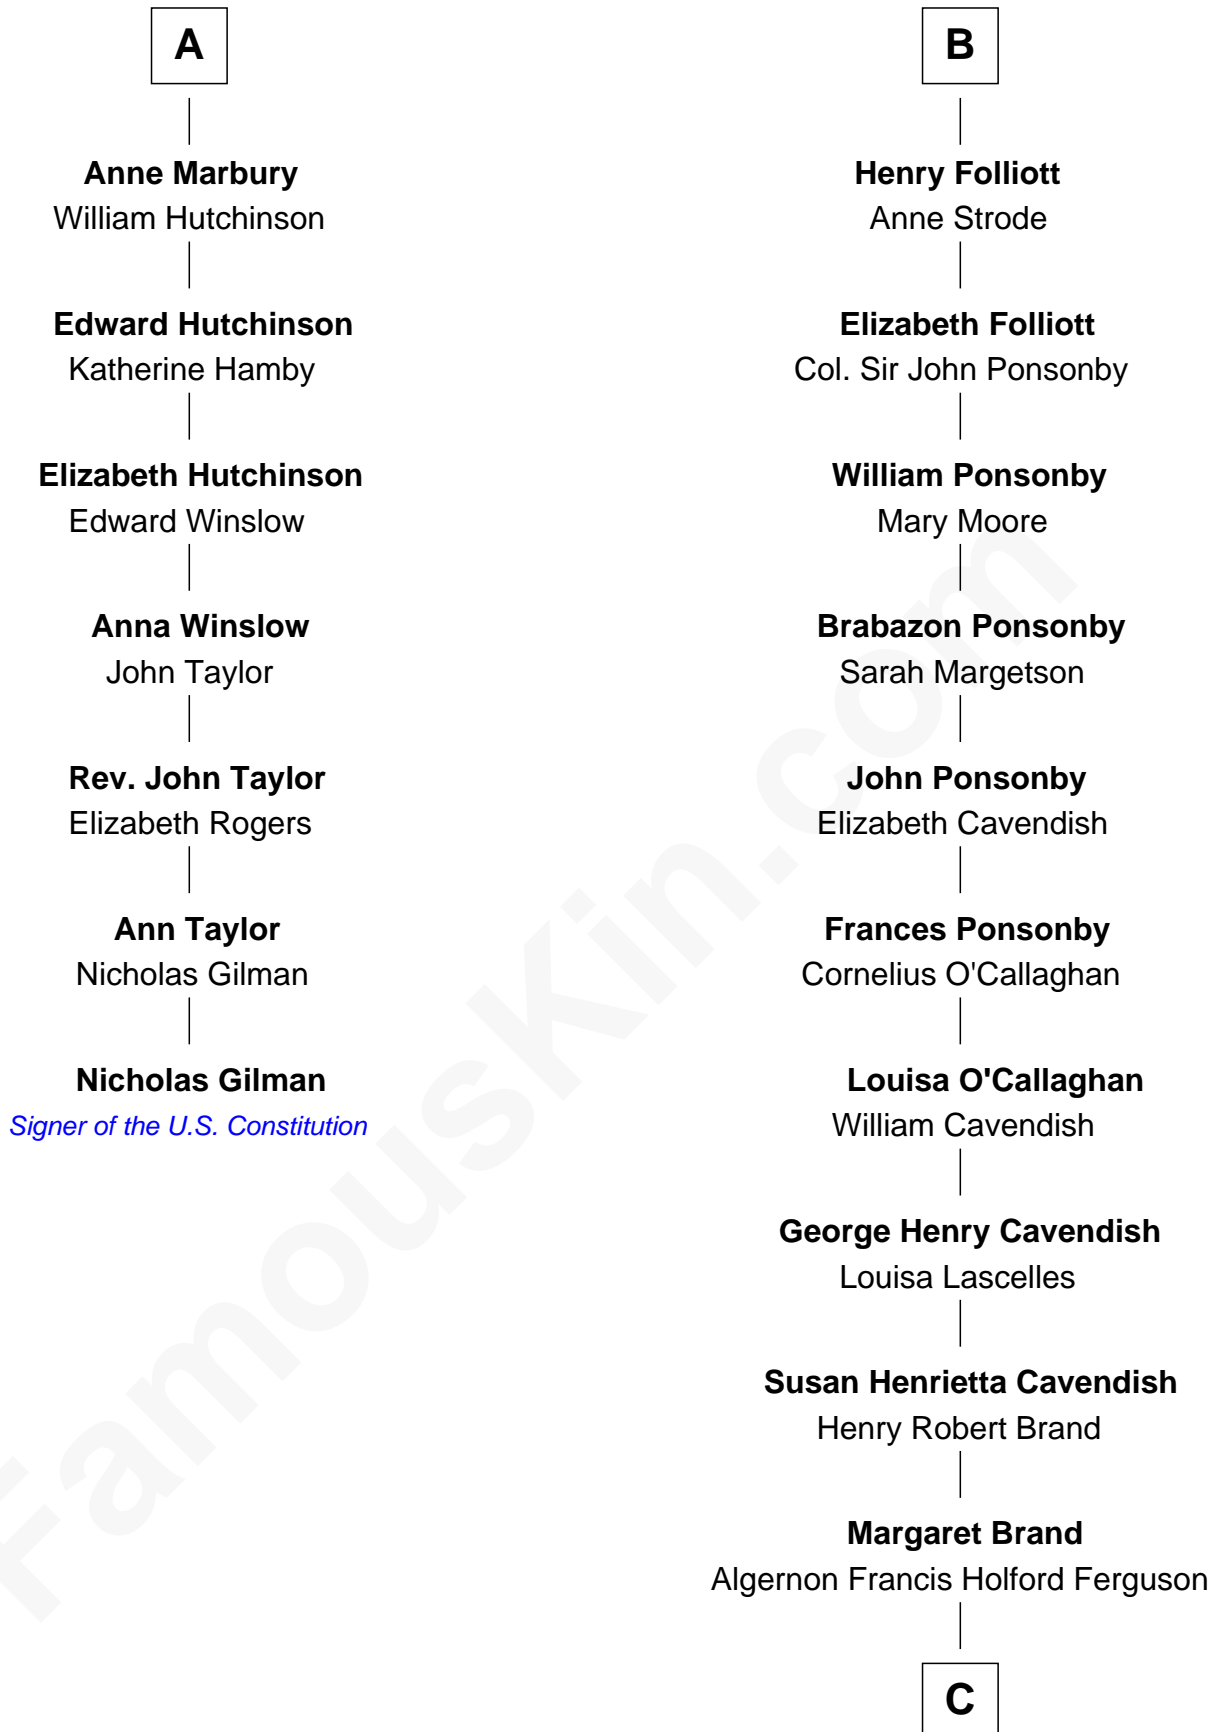 A
Anne Marbury
William Hutchinson
Edward Hutchinson
Katherine Hamby
Elizabeth Hutchinson
Edward Winslow
Anna Winslow
John Taylor
Rev. John Taylor
Elizabeth Rogers
Ann Taylor
Nicholas Gilman
Nicholas Gilman
Signer of the U.S. Constitution
B
Henry Folliott
Anne Strode
Elizabeth Folliott
Col. Sir John Ponsonby
William Ponsonby
Mary Moore
Brabazon Ponsonby
Sarah Margetson
John Ponsonby
Elizabeth Cavendish
Frances Ponsonby
Cornelius O'Callaghan
Louisa O'Callaghan
William Cavendish
George Henry Cavendish
Louisa Lascelles
Susan Henrietta Cavendish
Henry Robert Brand
Margaret Brand
Algernon Francis Holford Ferguson
C
FamousKin.com